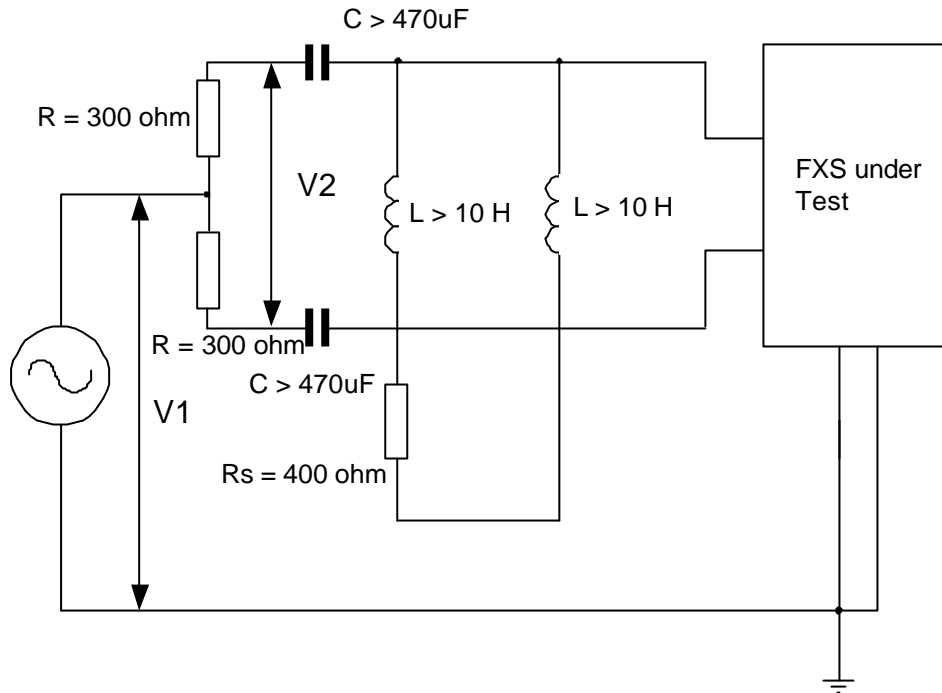 C > 470uF
R = 300 ohm
V2
L > 10 H
L > 10 H
FXS under
Test
R = 300 ohm
C > 470uF
V1
Rs = 400 ohm